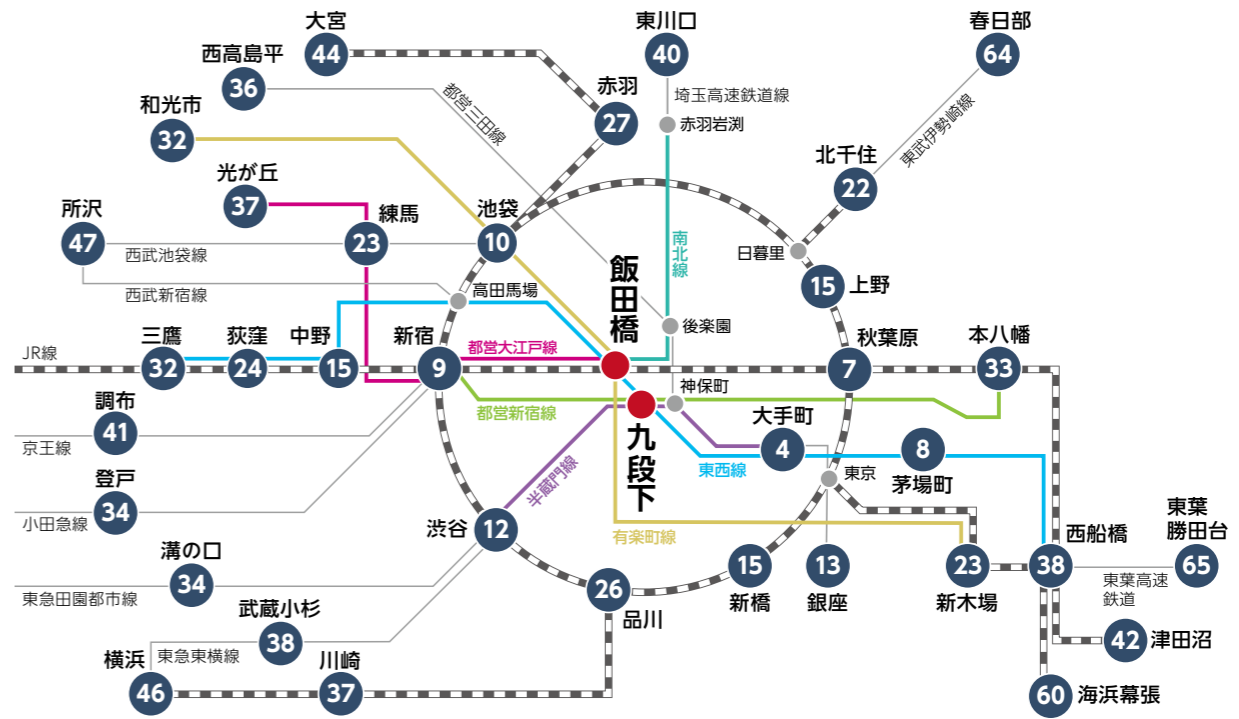 大宮
44
東川口
40
春日部
64
西高島平
36
都営三田線
埼玉高速鉄道線
東武伊勢崎線
和光市
32
赤羽
27
赤羽岩渕
北千住
22
光が丘
37
所沢
47
練馬
23
池袋
10
西武池袋線
西武新宿線
高田馬場
飯田橋
南北線
日暮里
15
上野
後楽園
JR線
三鷹
32
荻窪
24
中野
15
新宿
9
都営大江戸線
秋葉原
7
本八幡
33
調布
41
京王線
都営新宿線
神保町
九段下
大手町
4
8
茅場町
東西線
半蔵門線
東京
登戸
34
小田急線
渋谷
12
有楽町線
溝の口
34
東急田園都市線
武蔵小杉
38
東急東横線
横浜
46
川崎
37
26
品川
15
新橋
13
銀座
23
新木場
西船橋
38
東葉
勝田台
65
東葉高速
鉄道
42
津田沼
60
海浜幕張